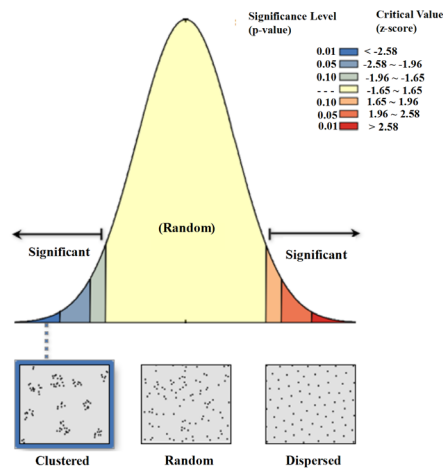 Significance Level
(p-value)
Critical Value
(z-score)
0.01 < -2.58
0.05 -2.58 ~ -1.96
0.10 -1.96 ~ -1.65
--- -1.65 ~ 1.65
0.10 1.65 ~ 1.96
0.05 1.96 ~ 2.58
0.01 > 2.58
(Random)
Significant
Significant
Clustered
Random
Dispersed